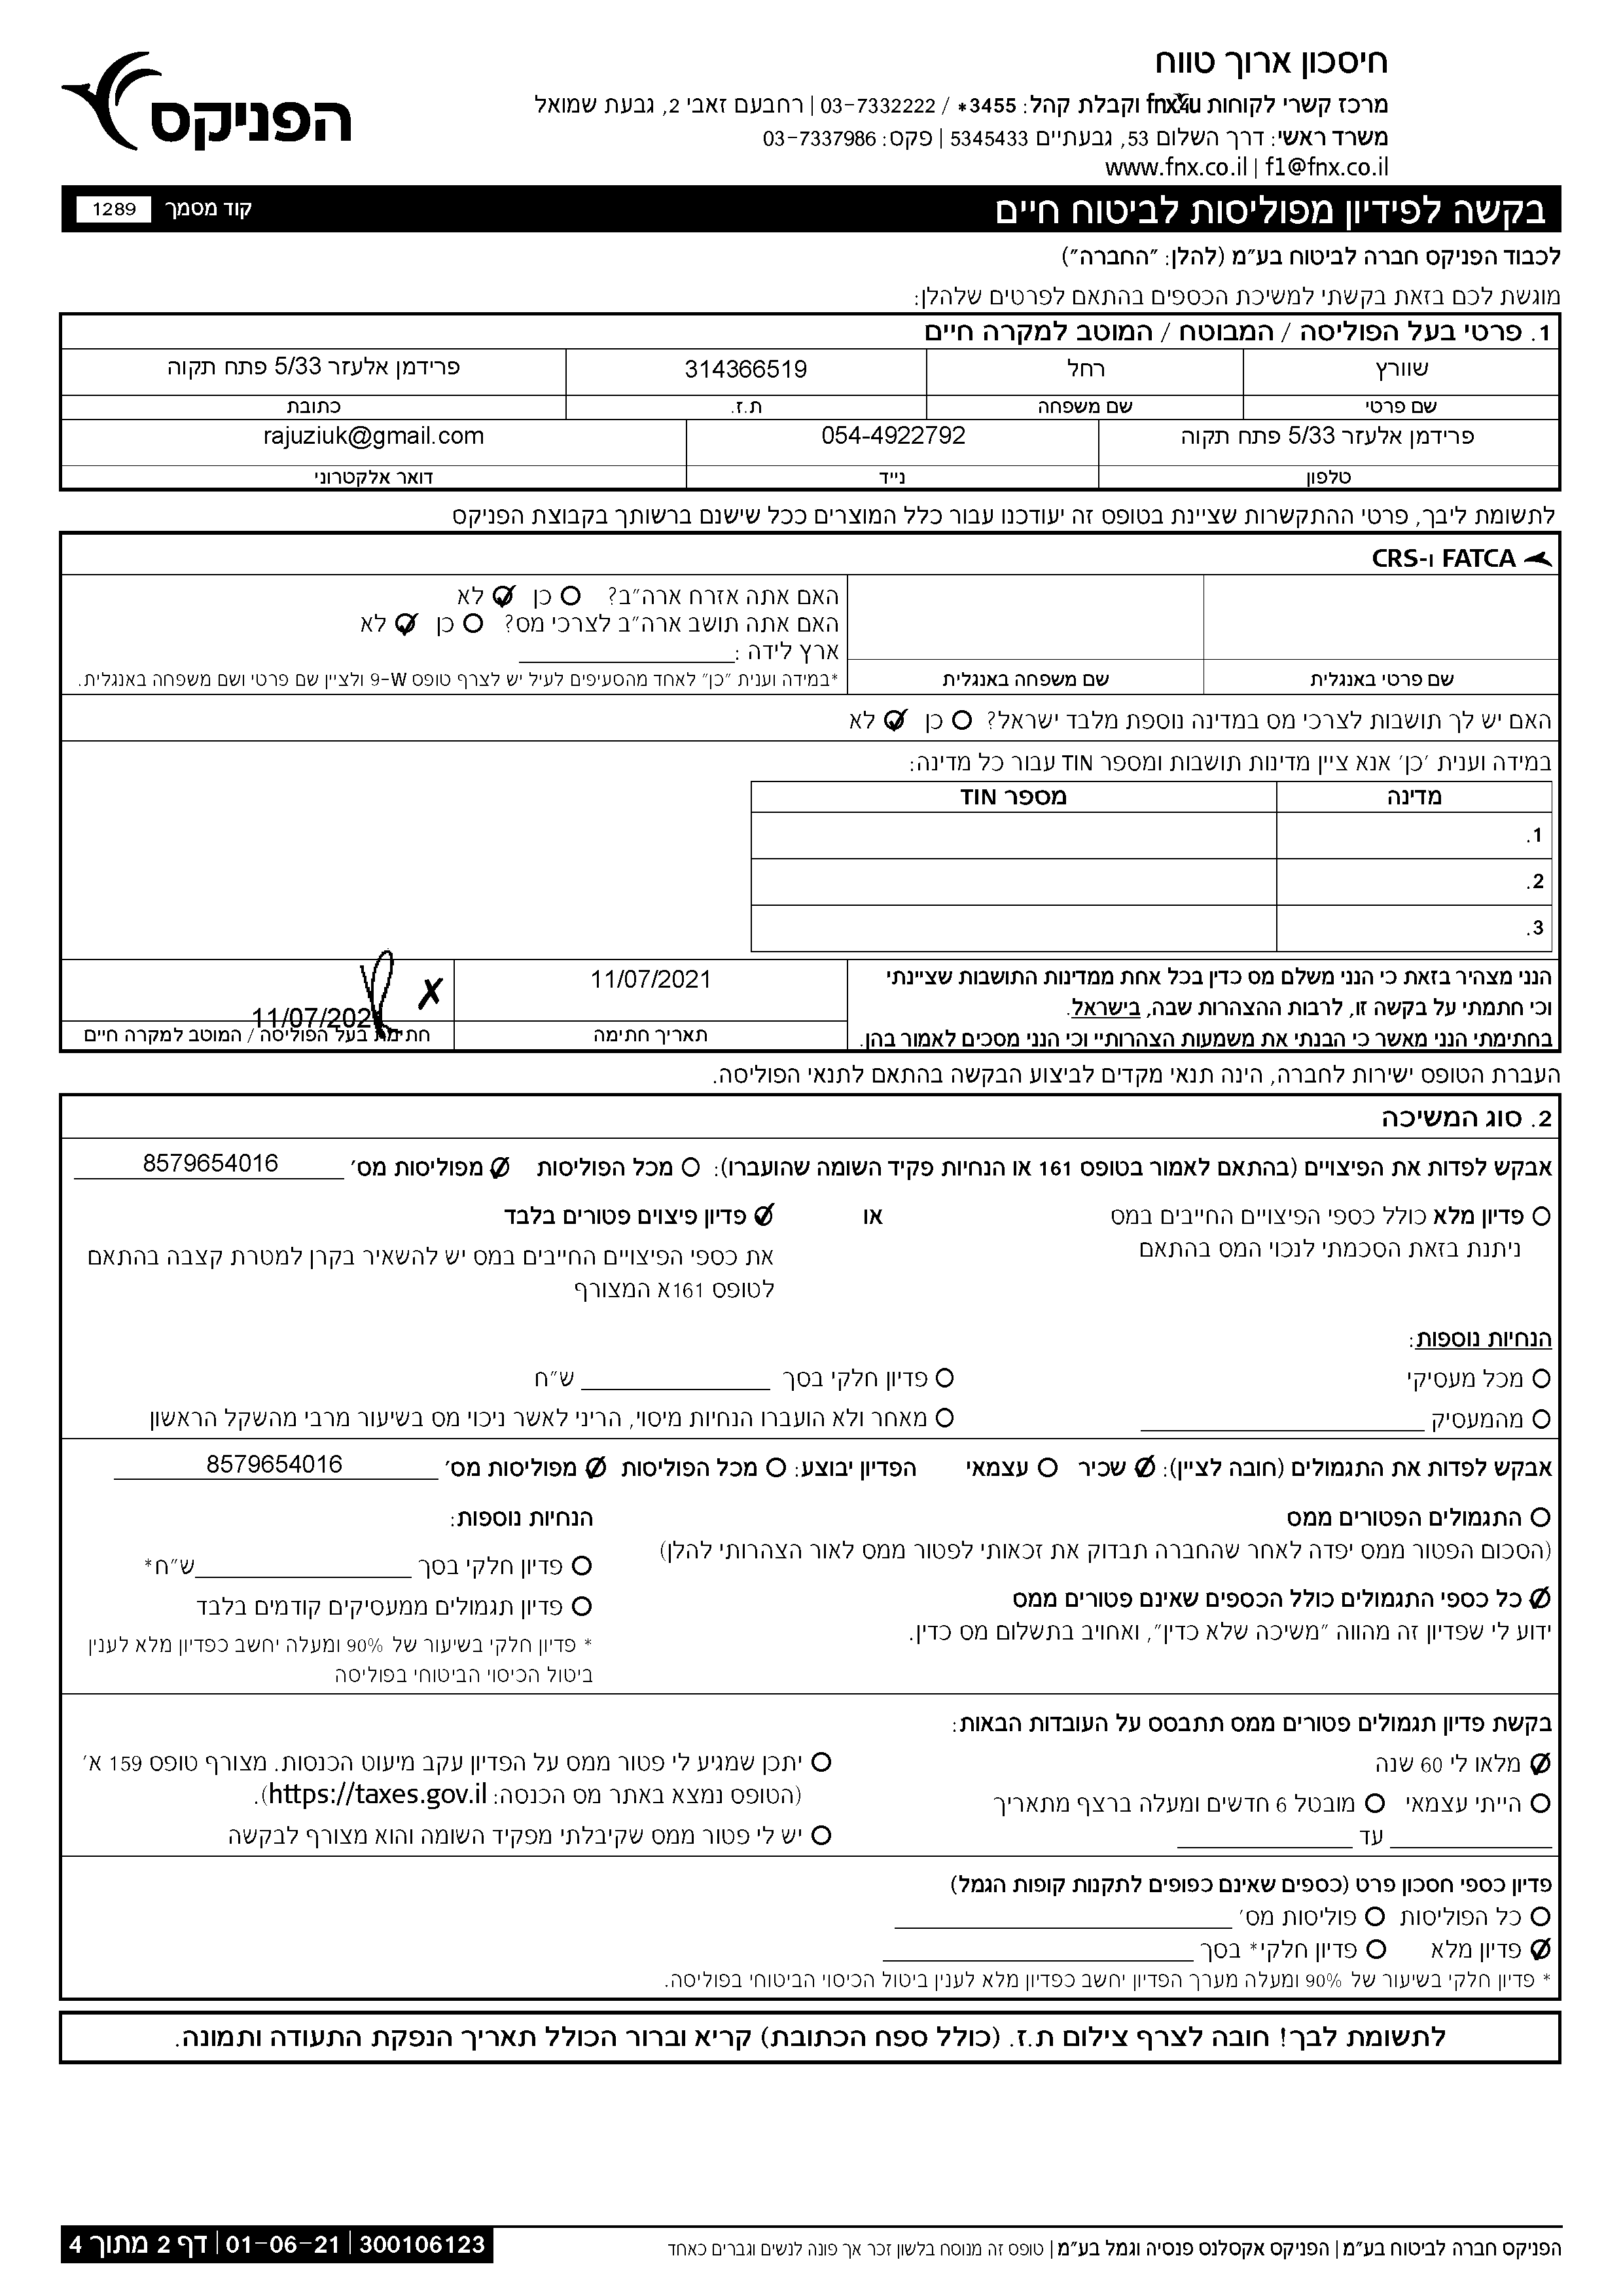 הפניקס
חיסכון ארוך טווח
מרכז קשרי לקוחות fnx4u וקבלת קהל: 3455* / 03-7332222 | רחבעם זאבי 2, גבעת שמואל
משרד ראשי: דרך השלום 53, גבעתיים 5345433 | פקס: 03-7337986
www.fnx.co.il | f1@fnx.co.il
בקשה לפידיון מפוליסות לביטוח חיים קוד מסמך 1289
לכבוד הפניקס חברה לביטוח בע״מ (להלן: ״החברה״)
מוגשת לכם בזאת בקשתי למשיכת הכספים בהתאם לפרטים שלהלן:
1. פרטי בעל הפוליסה / המבוטח / המוטב למקרה חיים
שוורץ רחל 314366519 פרידמן אלעזר 5/33 פתח תקוה
שם פרטי שם משפחה ת.ז. כתובת
פרידמן אלעזר 5/33 פתח תקוה 054-4922792 rajuziuk@gmail.com
טלפון נייד דואר אלקטרוני
לתשומת ליבך, פרטי ההתקשרות שציינת בטופס זה יעודכנו עבור כלל המוצרים ככל שישנם ברשותך בקבוצת הפניקס
FATCA ו-CRS
האם אתה אזרח ארה״ב? כן לא
האם אתה תושב ארה״ב לצרכי מס? כן לא
ארץ לידה:
שם פרטי באנגלית שם משפחה באנגלית *במידה וענית ״כן״ לאחד מהסעיפים לעיל יש לצרף טופס W-9 ולציין שם פרטי ושם משפחה באנגלית.
האם יש לך תושבות לצרכי מס במדינה נוספת מלבד ישראל? כן לא
במידה וענית ׳כן׳ אנא ציין מדינות תושבות ומספר TIN עבור כל מדינה:
מדינה מספר TIN
1.
2.
3.
הנני מצהיר בזאת כי הנני משלם מס כדין בכל אחת ממדינות התושבות שציינתי 11/07/2021 ✗
וכי חתמתי על בקשה זו, לרבות ההצהרות שבה, בישראל. 11/07/202
בחתימתי הנני מאשר כי הבנתי את משמעות הצהרותיי וכי הנני מסכים לאמור בהן. תאריך חתימה חתימת בעל הפוליסה / המוטב למקרה חיים
העברת הטופס ישירות לחברה, הינה תנאי מקדים לביצוע הבקשה בהתאם לתנאי הפוליסה.
2. סוג המשיכה
אבקש לפדות את הפיצויים (בהתאם לאמור בטופס 161 או הנחיות פקיד השומה שהועברו): מכל הפוליסות מפוליסות מס׳ 8579654016
פדיון מלא כולל כספי הפיצויים החייבים במס או פדיון פיצוים פטורים בלבד
ניתנת בזאת הסכמתי לנכוי המס בהתאם את כספי הפיצויים החייבים במס יש להשאיר בקרן למטרת קצבה בהתאם
לטופס 161א המצורף
הנחיות נוספות:
מכל מעסיקי פדיון חלקי בסך ש״ח
מהמעסיק מאחר ולא הועברו הנחיות מיסוי, הריני לאשר ניכוי מס בשיעור מרבי מהשקל הראשון
אבקש לפדות את התגמולים (חובה לציין): שכיר עצמאי הפדיון יבוצע: מכל הפוליסות מפוליסות מס׳ 8579654016
התגמולים הפטורים ממס הנחיות נוספות:
(הסכום הפטור ממס יפדה לאחר שהחברה תבדוק את זכאותי לפטור ממס לאור הצהרותי להלן) פדיון חלקי בסך ש״ח*
כל כספי התגמולים כולל הכספים שאינם פטורים ממס פדיון תגמולים ממעסיקים קודמים בלבד
ידוע לי שפדיון זה מהווה ״משיכה שלא כדין״, ואחויב בתשלום מס כדין. * פדיון חלקי בשיעור של 90% ומעלה יחשב כפדיון מלא לענין
ביטול הכיסוי הביטוחי בפוליסה
בקשת פדיון תגמולים פטורים ממס תתבסס על העובדות הבאות:
מלאו לי 60 שנה יתכן שמגיע לי פטור ממס על הפדיון עקב מיעוט הכנסות. מצורף טופס 159 א׳
(הטופס נמצא באתר מס הכנסה: https://taxes.gov.il).
הייתי עצמאי מובטל 6 חדשים ומעלה ברצף מתאריך
עד יש לי פטור ממס שקיבלתי מפקיד השומה והוא מצורף לבקשה
פדיון כספי חסכון פרט (כספים שאינם כפופים לתקנות קופות הגמל)
כל הפוליסות פוליסות מס׳
פדיון מלא פדיון חלקי* בסך
* פדיון חלקי בשיעור של 90% ומעלה מערך הפדיון יחשב כפדיון מלא לענין ביטול הכיסוי הביטוחי בפוליסה.
לתשומת לבך! חובה לצרף צילום ת.ז. (כולל ספח הכתובת) קריא וברור הכולל תאריך הנפקת התעודה ותמונה.
הפניקס חברה לביטוח בע״מ | הפניקס אקסלנס פנסיה וגמל בע״מ | טופס זה מנוסח בלשון זכר אך פונה לנשים וגברים כאחד 300106123 | 01-06-21 | דף 2 מתוך 4